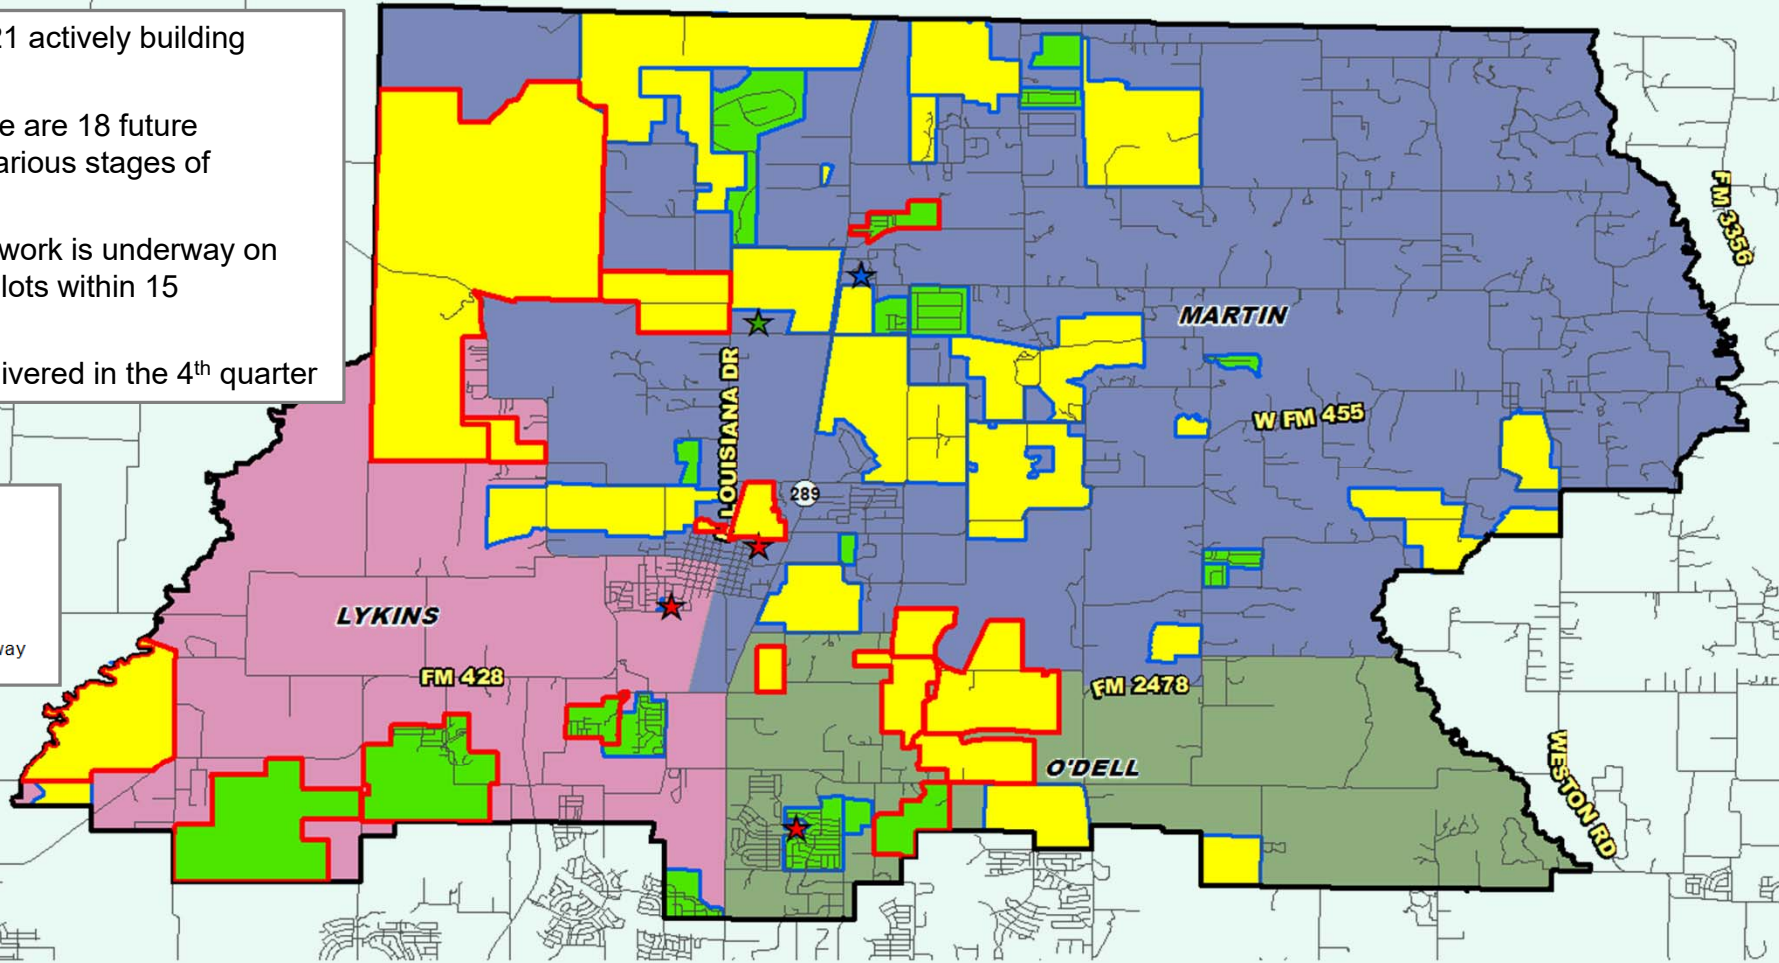 21 actively building
e are 18 future
arious stages of
work is underway on
lots within 15
ivered in the 4th quarter
way
MARTIN
FM 3356
W FM 455
LOUISIANA DR
289
LYKINS
FM 428
FM 2478
O'DELL
WESTON RD